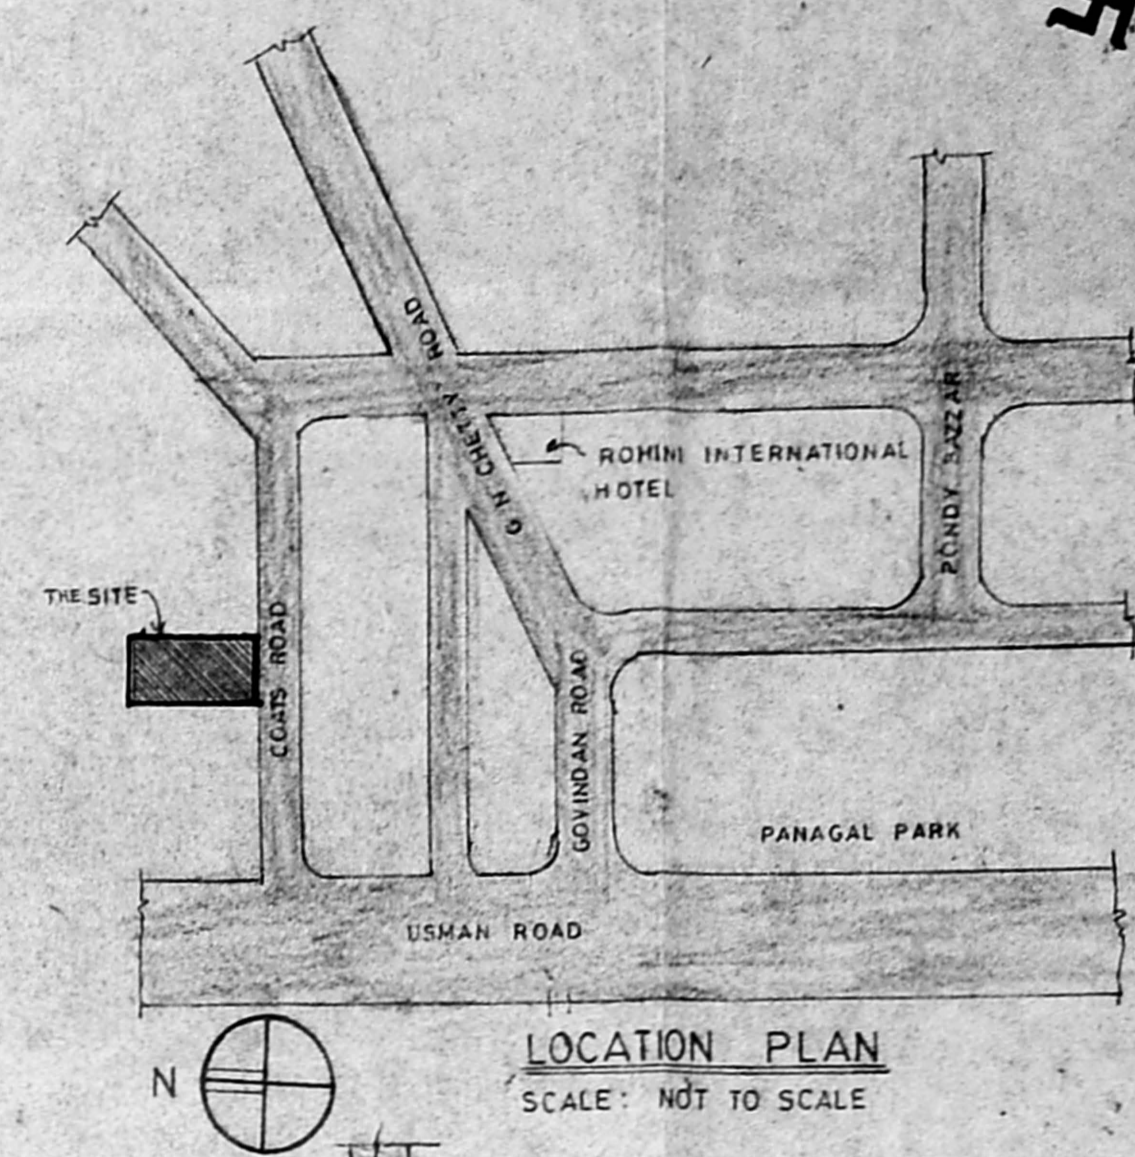 G.N. CHETTY ROAD
ROHINI INTERNATIONAL
HOTEL
PONDY BAZZAR
THE SITE
COATS ROAD
GOVINDAN ROAD
PANAGAL PARK
USMAN ROAD
N
LOCATION PLAN
SCALE: NOT TO SCALE